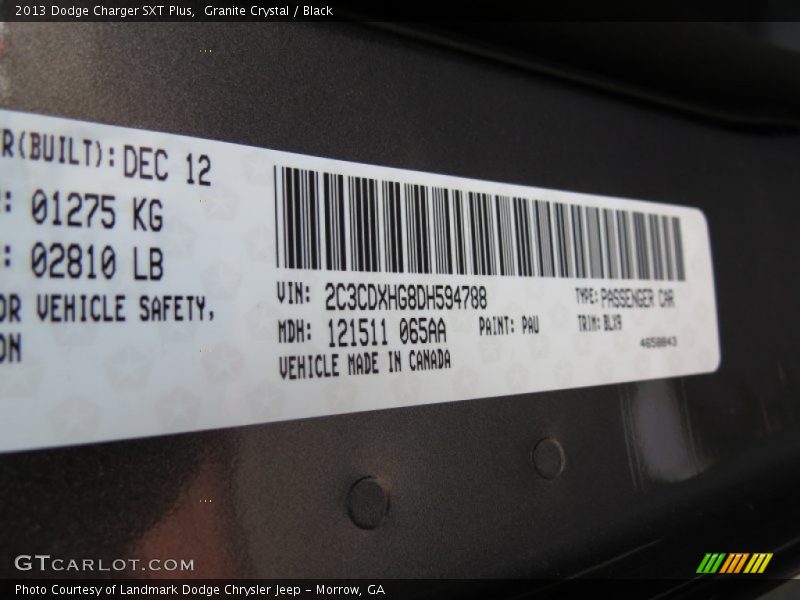 2013 Dodge Charger SXT Plus,  Granite Crystal / Black
R(BUILT): DEC 12
: 01275 KG
: 02810 LB
OR VEHICLE SAFETY,
ON
VIN: 2C3CDXHG8DH594788
TYPE: PASSENGER CAR
MDH: 121511 065AA
PAINT: PAU
TRIM: BLX9
VEHICLE MADE IN CANADA
4658843
GTCARLOT.COM
Photo Courtesy of Landmark Dodge Chrysler Jeep - Morrow, GA